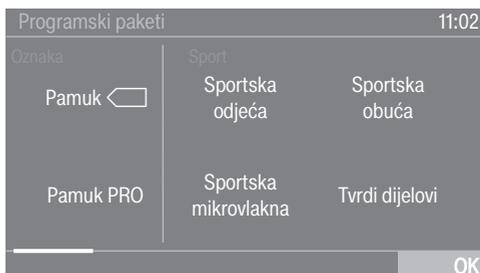 Programski paketi 11:02
Oznaka Sport
Pamuk
Sportska
odjeća
Sportska
obuća
Pamuk PRO
Sportska
mikrovlakna
Tvrdi dijelovi
OK